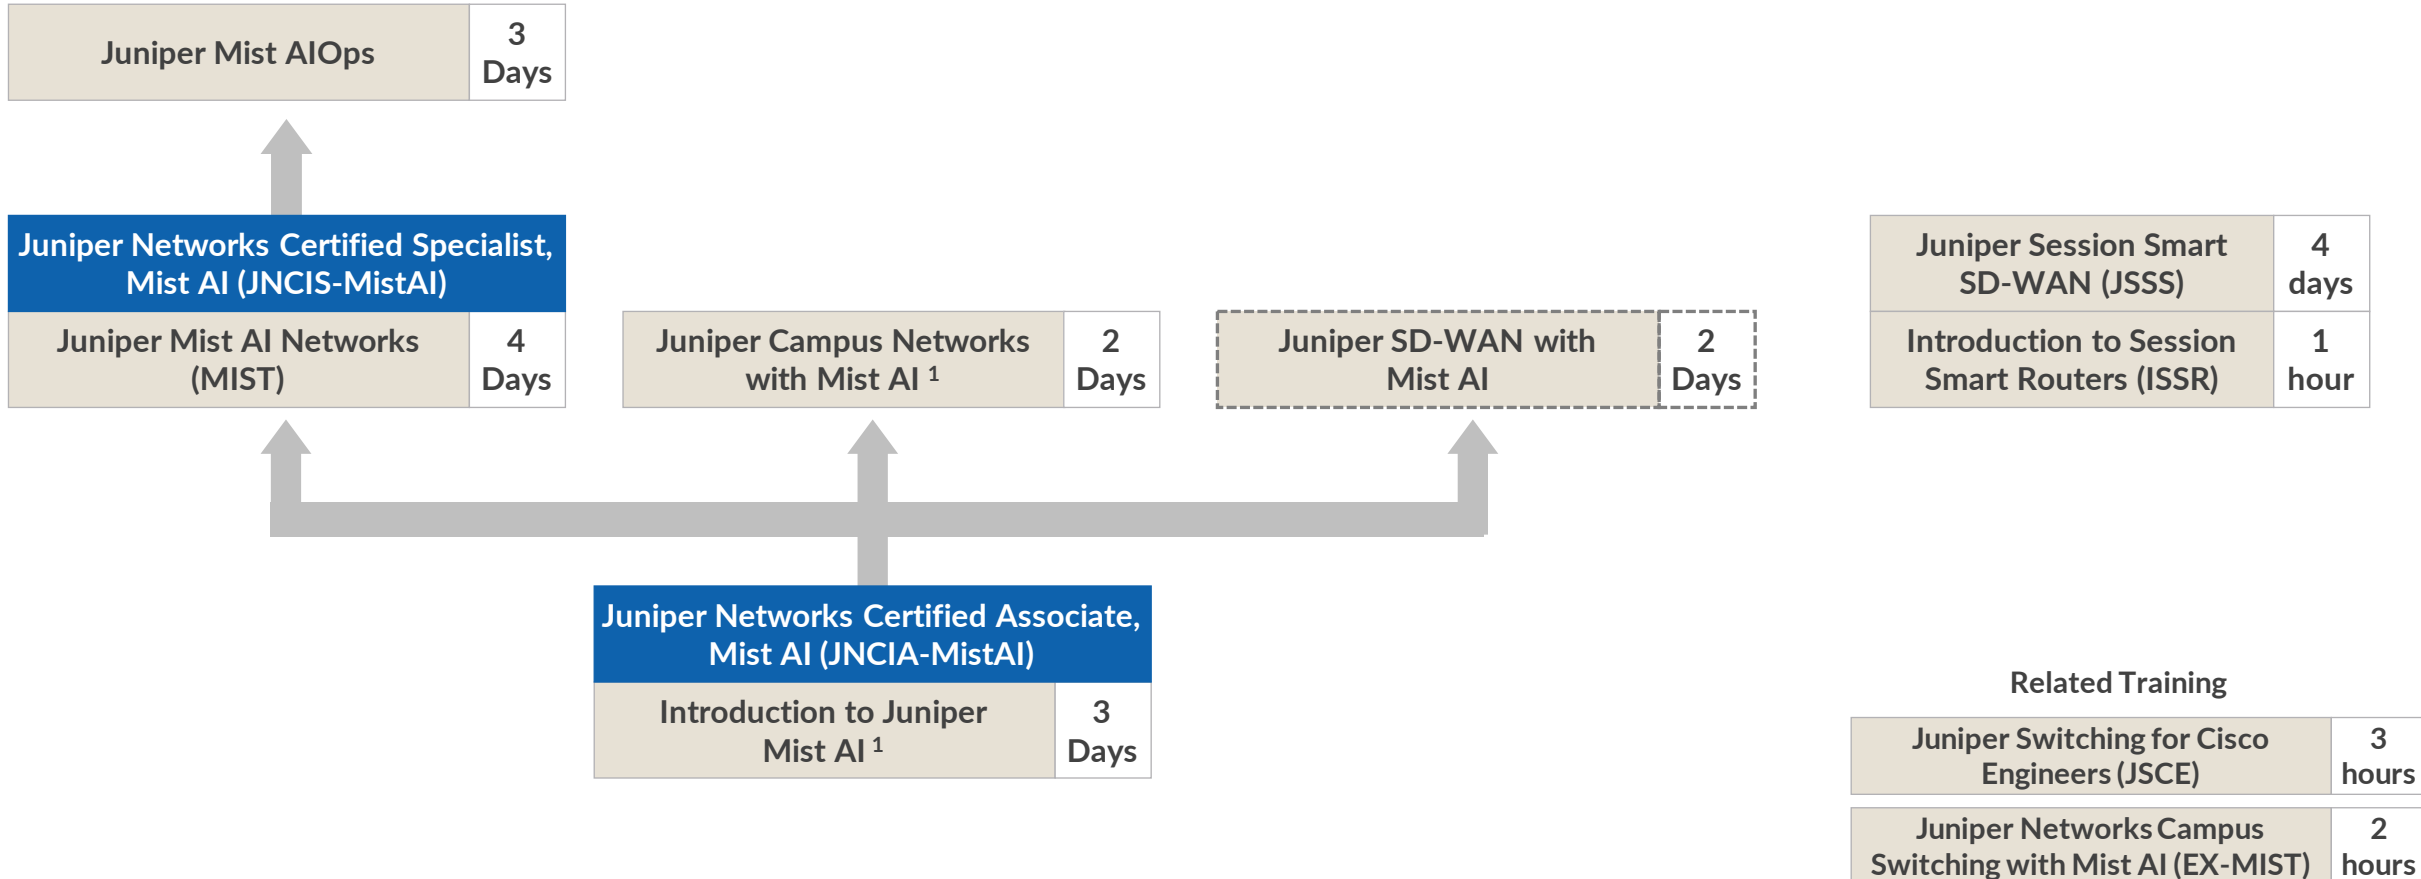 Juniper Mist AIOps
3
Days
Juniper Networks Certified Specialist,
Mist AI (JNCIS-MistAI)
Juniper Mist AI Networks
(MIST)
4
Days
Juniper Campus Networks
with Mist AI 1
2
Days
Juniper SD-WAN with
Mist AI
2
Days
Juniper Session Smart
SD-WAN (JSSS)
4
days
Introduction to Session
Smart Routers (ISSR)
1
hour
Juniper Networks Certified Associate,
Mist AI (JNCIA-MistAI)
Introduction to Juniper
Mist AI 1
3
Days
Related Training
Juniper Switching for Cisco
Engineers (JSCE)
3
hours
Juniper Networks Campus
Switching with Mist AI (EX-MIST)
2
hours